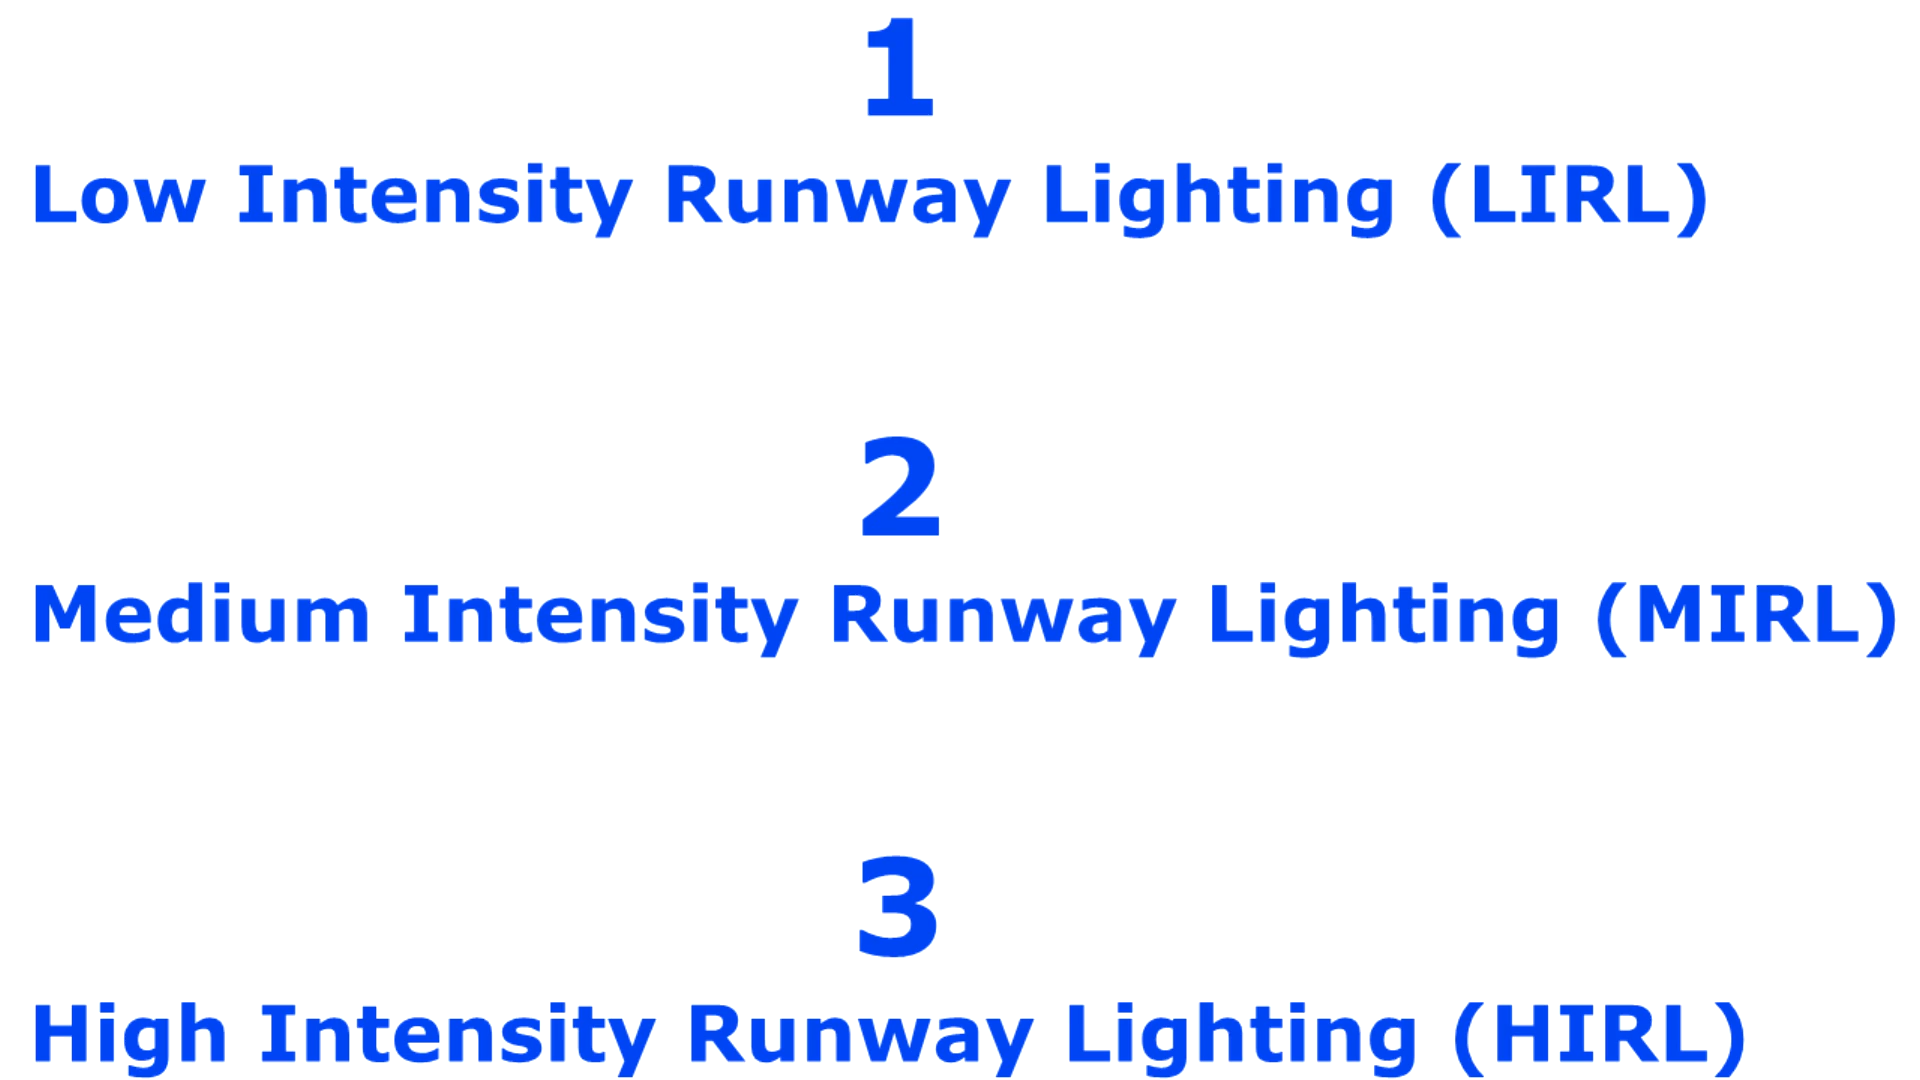 1
Low Intensity Runway Lighting (LIRL)
2
Medium Intensity Runway Lighting (MIRL)
3
High Intensity Runway Lighting (HIRL)